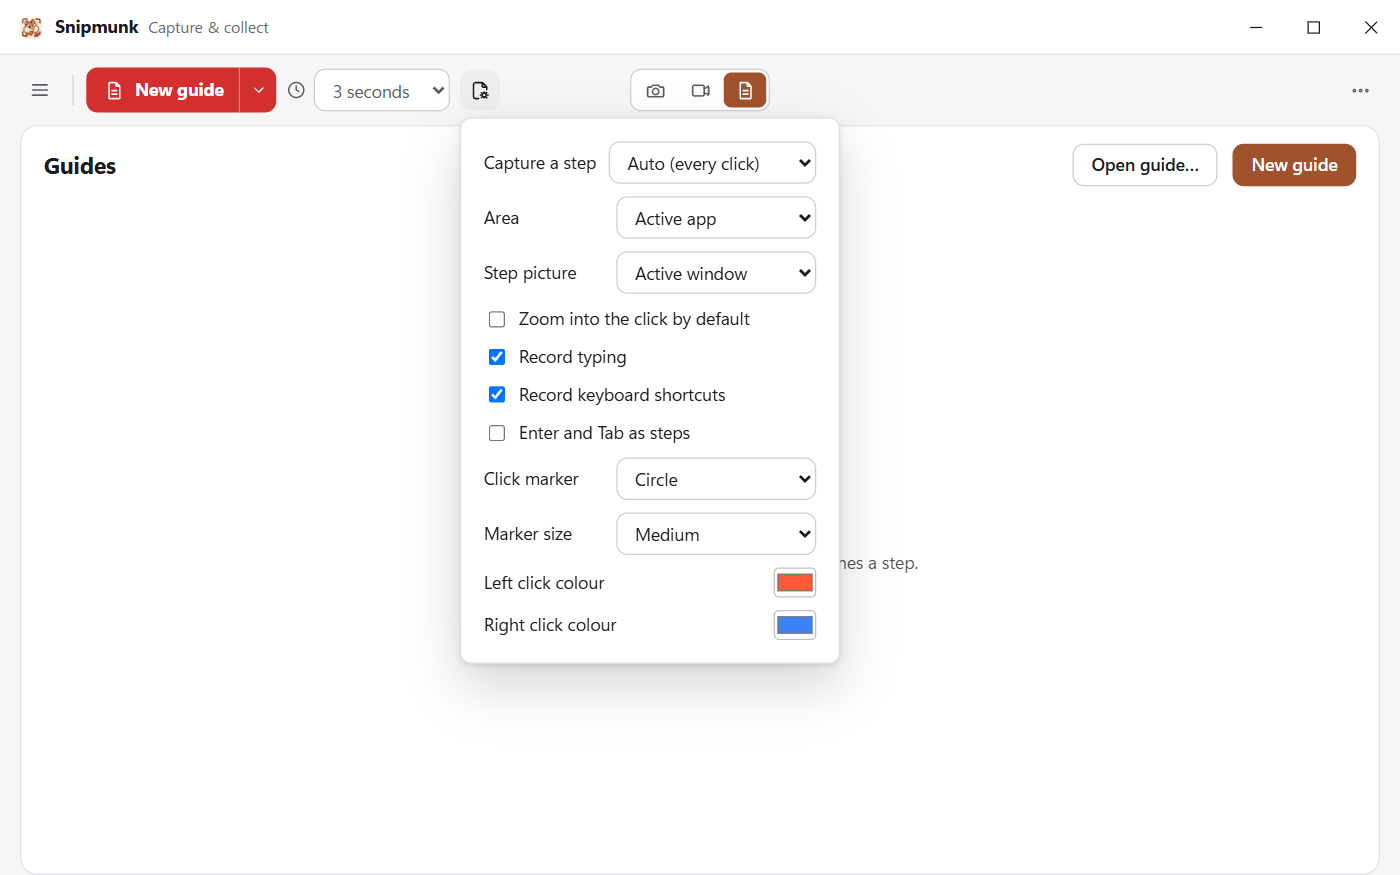 Snipmunk Capture & collect
New guide
3 seconds
Guides
Open guide...
New guide
Capture a step Auto (every click)
Area Active app
Step picture Active window
Zoom into the click by default
Record typing
Record keyboard shortcuts
Enter and Tab as steps
Click marker Circle
Marker size Medium
a step.
Left click colour
Right click colour